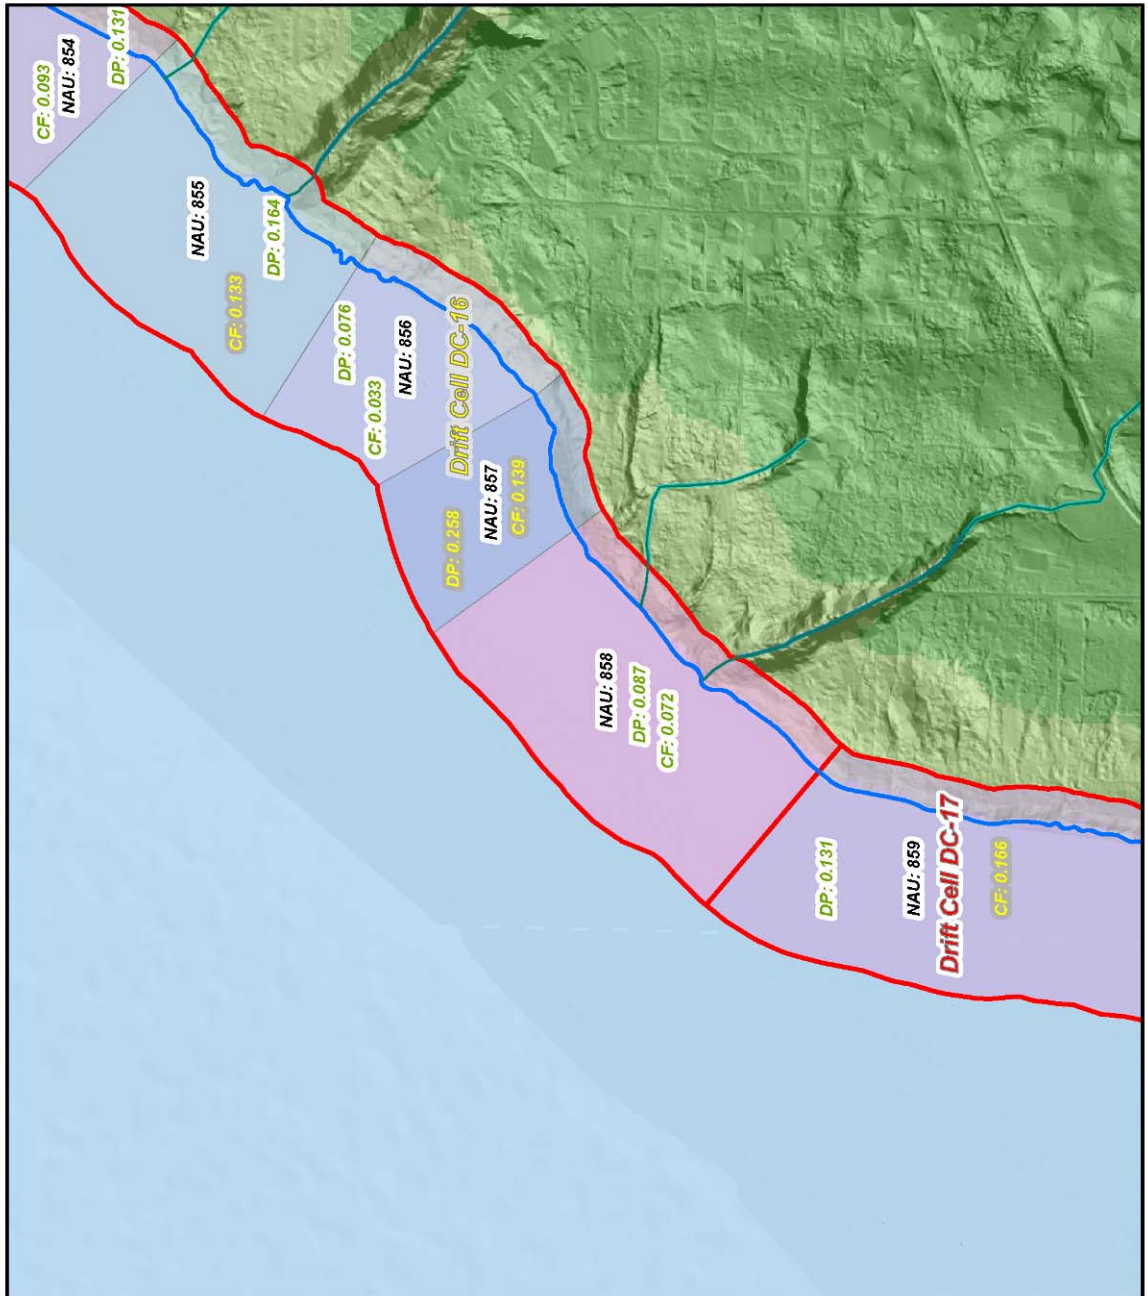 CF: 0.093
NAU: 854
DP: 0.131
NAU: 855
DP: 0.164
CF: 0.133
DP: 0.076
CF: 0.033
NAU: 856
Drift Cell DC-16
DP: 0.258
NAU: 857
CF: 0.139
NAU: 858
DP: 0.087
CF: 0.072
DP: 0.131
NAU: 859
Drift Cell DC-17
CF: 0.166